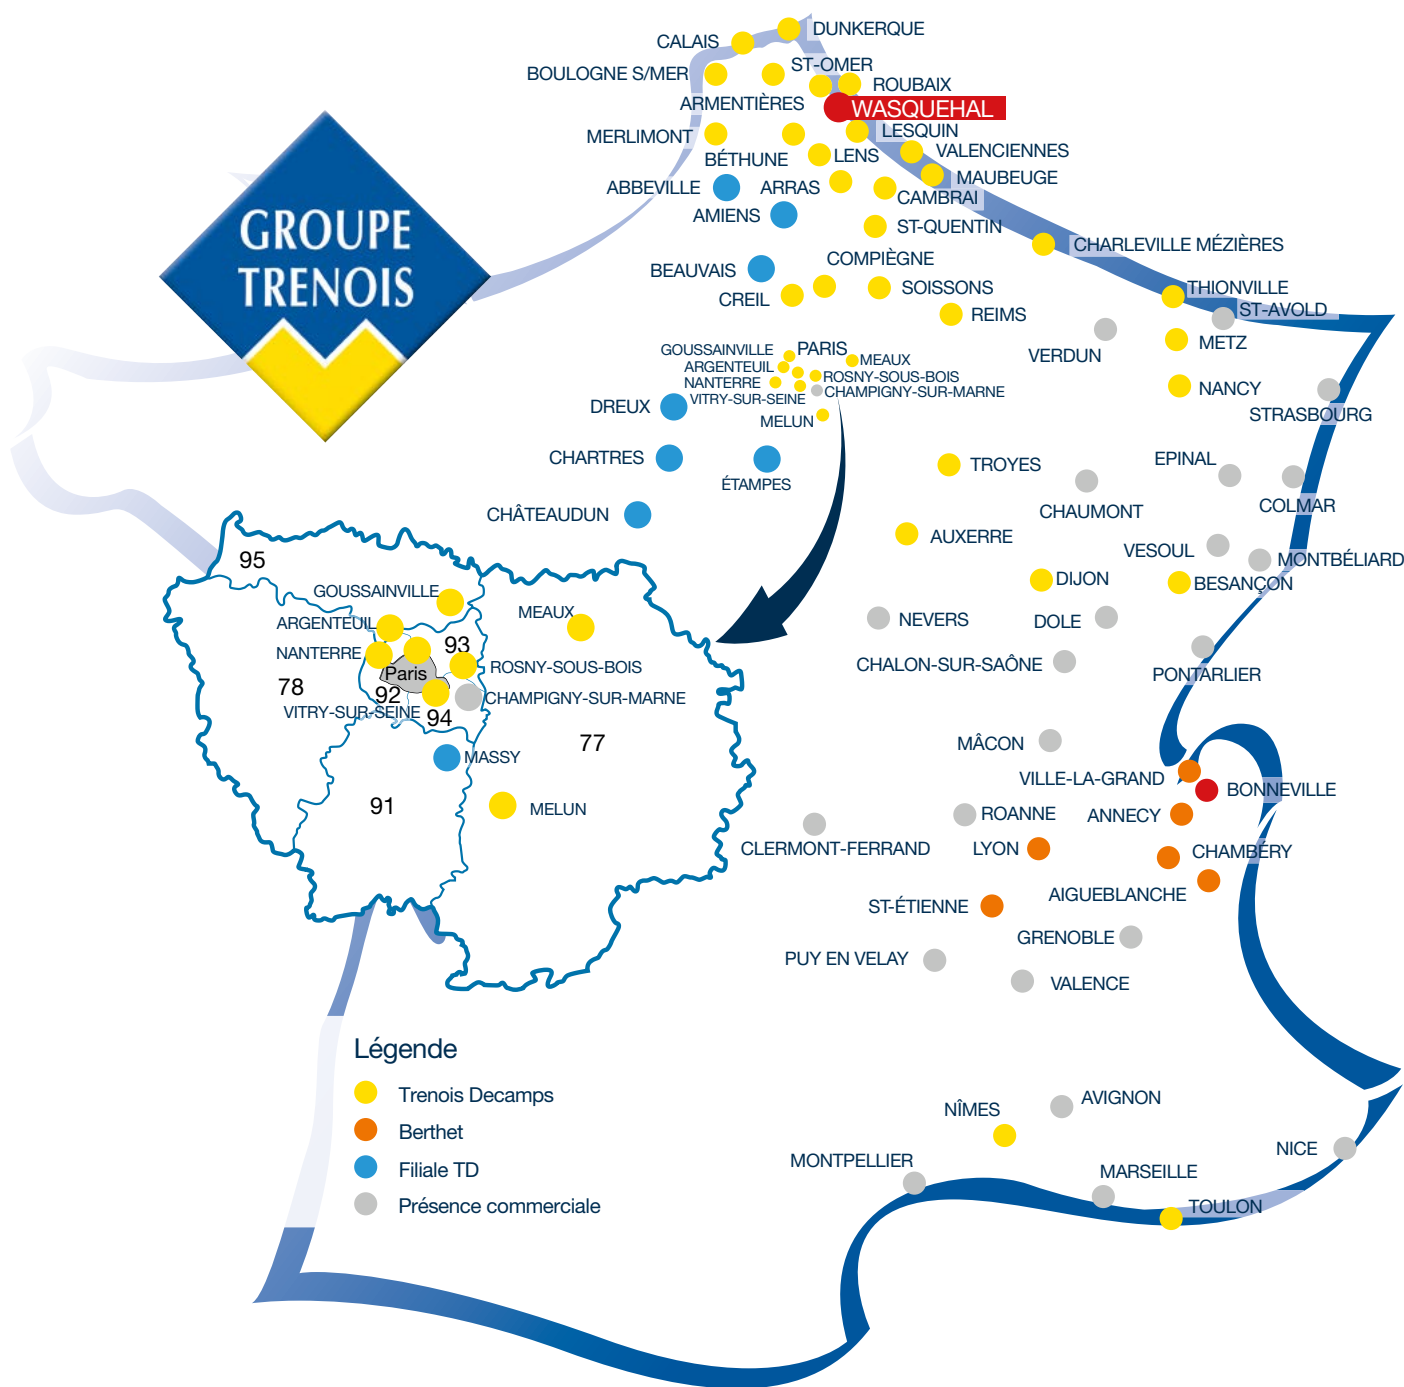 DUNKERQUE
CALAIS
ST-OMER
BOULOGNE S/MER
ROUBAIX
ARMENTIÈRES
WASQUEHAL
LESQUIN
MERLIMONT
VALENCIENNES
BÉTHUNE
LENS
MAUBEUGE
ABBEVILLE
ARRAS
CAMBRAI
AMIENS
ST-QUENTIN
GROUPE
TRENOIS
CHARLEVILLE MÉZIÈRES
COMPIÈGNE
BEAUVAIS
SOISSONS
THIONVILLE
CREIL
ST-AVOLD
REIMS
METZ
VERDUN
GOUSSAINVILLE
PARIS
MEAUX
ARGENTEUIL
ROSNY-SOUS-BOIS
NANTERRE
CHAMPIGNY-SUR-MARNE
VITRY-SUR-SEINE
NANCY
DREUX
STRASBOURG
MELUN
CHARTRES
EPINAL
TROYES
ÉTAMPES
COLMAR
CHAUMONT
CHÂTEAUDUN
AUXERRE
VESOUL
MONTBÉLIARD
DIJON
BESANÇON
95
GOUSSAINVILLE
MEAUX
ARGENTEUIL
NEVERS
DOLE
93
NANTERRE
ROSNY-SOUS-BOIS
CHALON-SUR-SAÔNE
Paris
PONTARLIER
78
92
CHAMPIGNY-SUR-MARNE
VITRY-SUR-SEINE
94
77
MÂCON
MASSY
VILLE-LA-GRAND
BONNEVILLE
91
MELUN
ROANNE
ANNECY
CLERMONT-FERRAND
LYON
CHAMBÉRY
AIGUEBLANCHE
ST-ÉTIENNE
GRENOBLE
PUY EN VELAY
VALENCE
Légende
Trenois Decamps
Berthet
Filiale TD
Présence commerciale
AVIGNON
NÎMES
NICE
MONTPELLIER
MARSEILLE
TOULON